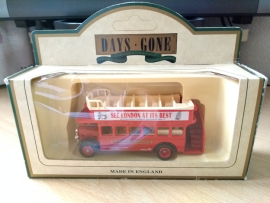 DAYS·GONE
SEE LONDON AT ITS BEST
MADE IN ENGLAND